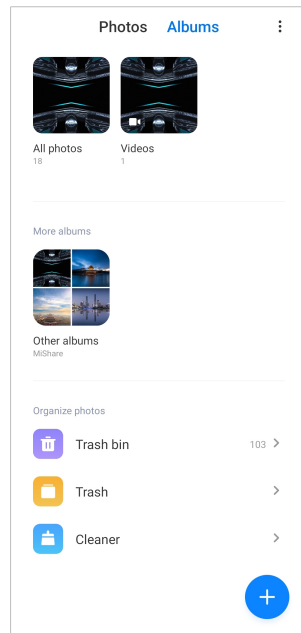 Photos Albums
All photos Videos
18 1
More albums
Other albums
MiShare
Organize photos
Trash bin 103
Trash
Cleaner